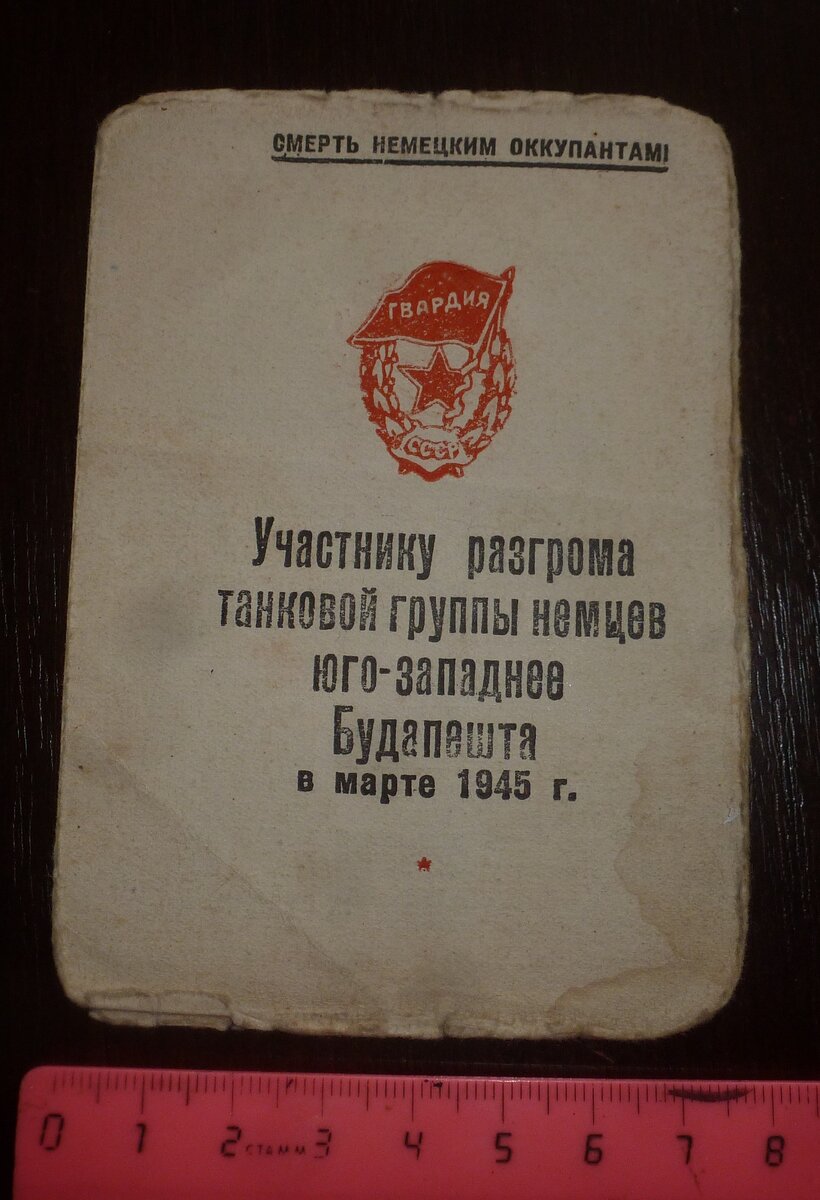 СМЕРТЬ НЕМЕЦКИМ ОККУПАНТАМ!
ГВАРДИЯ
СССР
Участнику разгрома
танковой группы немцев
юго-западнее
Будапешта
в марте 1945 г.
0 1 2 СТАММ 3 4 5 6 7 8